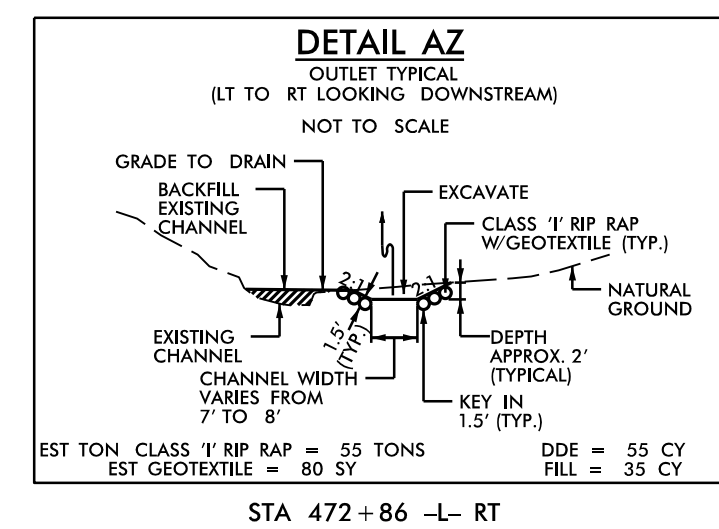 DETAIL AZ
OUTLET TYPICAL
(LT TO RT LOOKING DOWNSTREAM)
NOT TO SCALE
GRADE TO DRAIN
BACKFILL
EXISTING
CHANNEL
EXCAVATE
CLASS 'I' RIP RAP
W/GEOTEXTILE (TYP.)
2:1
2:1
NATURAL
GROUND
EXISTING
CHANNEL
1.5'
(TYP.)
DEPTH
APPROX. 2'
(TYPICAL)
CHANNEL WIDTH
VARIES FROM
7' TO 8'
KEY IN
1.5' (TYP.)
EST TON CLASS 'I' RIP RAP = 55 TONS
EST GEOTEXTILE = 80 SY
DDE = 55 CY
FILL = 35 CY
STA 472+86 -L- RT